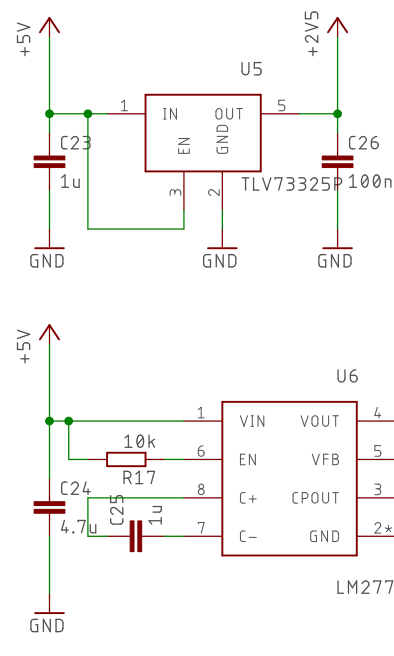 +5V
+2V5
U5
1
IN
OUT
5
EN
GND
C23
1u
3
2
TLV73325P
C26
100n
GND
GND
GND
+5V
U6
1
VIN
VOUT
4
10k
6
EN
VFB
5
R17
C24
8
C+
CPOUT
3
4.7u
C25
1u
7
C-
GND
2*
LM277
GND